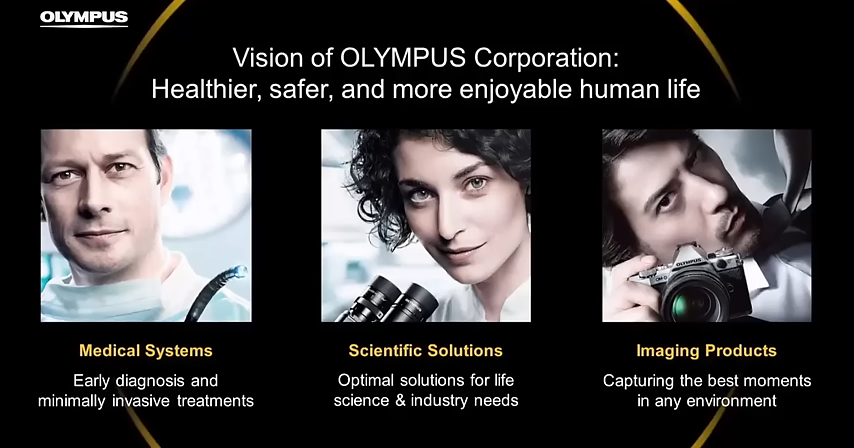 OLYMPUS
Vision of OLYMPUS Corporation:
Healthier, safer, and more enjoyable human life
OLYMPUS
Medical Systems
Early diagnosis and
minimally invasive treatments
Scientific Solutions
Optimal solutions for life
science & industry needs
Imaging Products
Capturing the best moments
in any environment